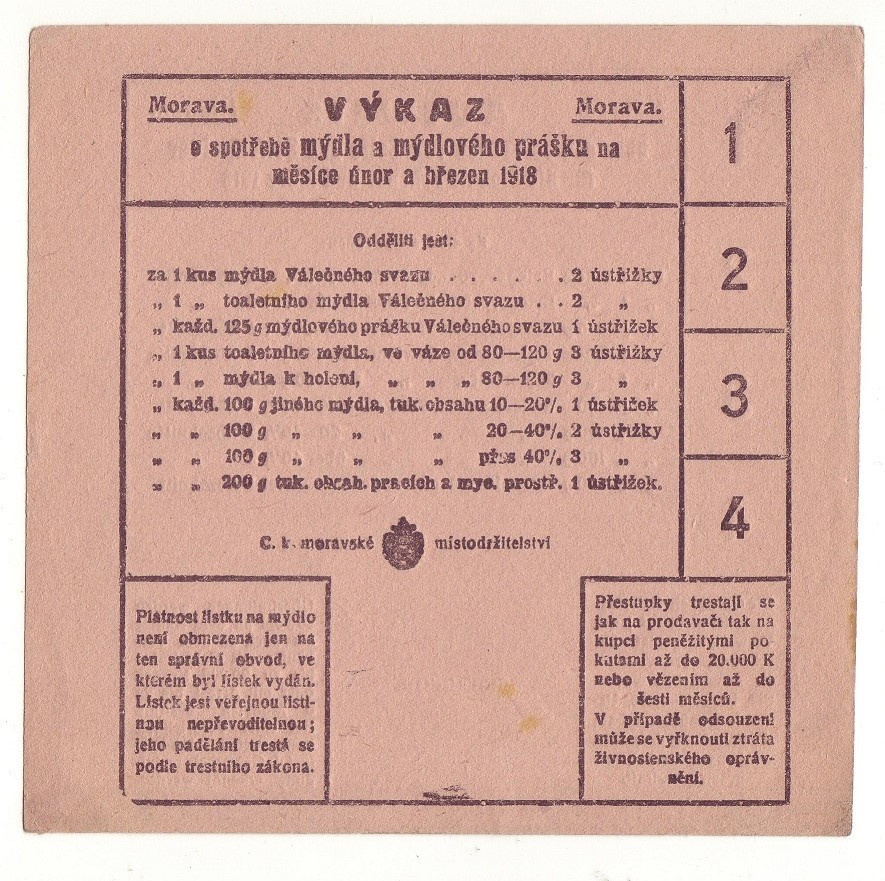 Morava. VÝKAZ Morava.
o spotřebě mýdla a mýdlového prášku na
měsíce únor a březen 1918
1
2
3
4
Odděliti jest:
za 1 kus mýdla Válečného svazu . . . . . . 2 ústřižky
„ 1 „ toaletního mýdla Válečného svazu . . 2 „
„ každ. 125 g mýdlového prášku Válečného svazu 1 ústřižek
„ 1 kus toaletního mýdla, ve váze od 80—120 g 3 ústřižky
„ 1 „ mýdla k holení, „ „ „ 80—120 g 3 „
„ každ. 100 g jiného mýdla, tuk. obsahu 10—20% 1 ústřižek
„ „ 100 g „ „ „ 20—40% 2 ústřižky
„ „ 100 g „ „ „ přes 40% 3 „
„ „ 200 g tuk. obsah. pracích a myc. prostř. 1 ústřižek.
C. k. moravské místodržitelství
Platnost lístku na mýdlo
není obmezena jen na
ten správní obvod, ve
kterém byl lístek vydán.
Lístek jest veřejnou listi-
nou nepřevoditelnou;
jeho padělání trestá se
podle trestního zákona.
Přestupky trestají se
jak na prodavači tak na
kupci peněžitými po
kutami až do 20.000 K
nebo vězením až do
šesti měsíců.
V případě odsouzení
může se vyřknouti ztráta
živnostenského opráv-
nění.